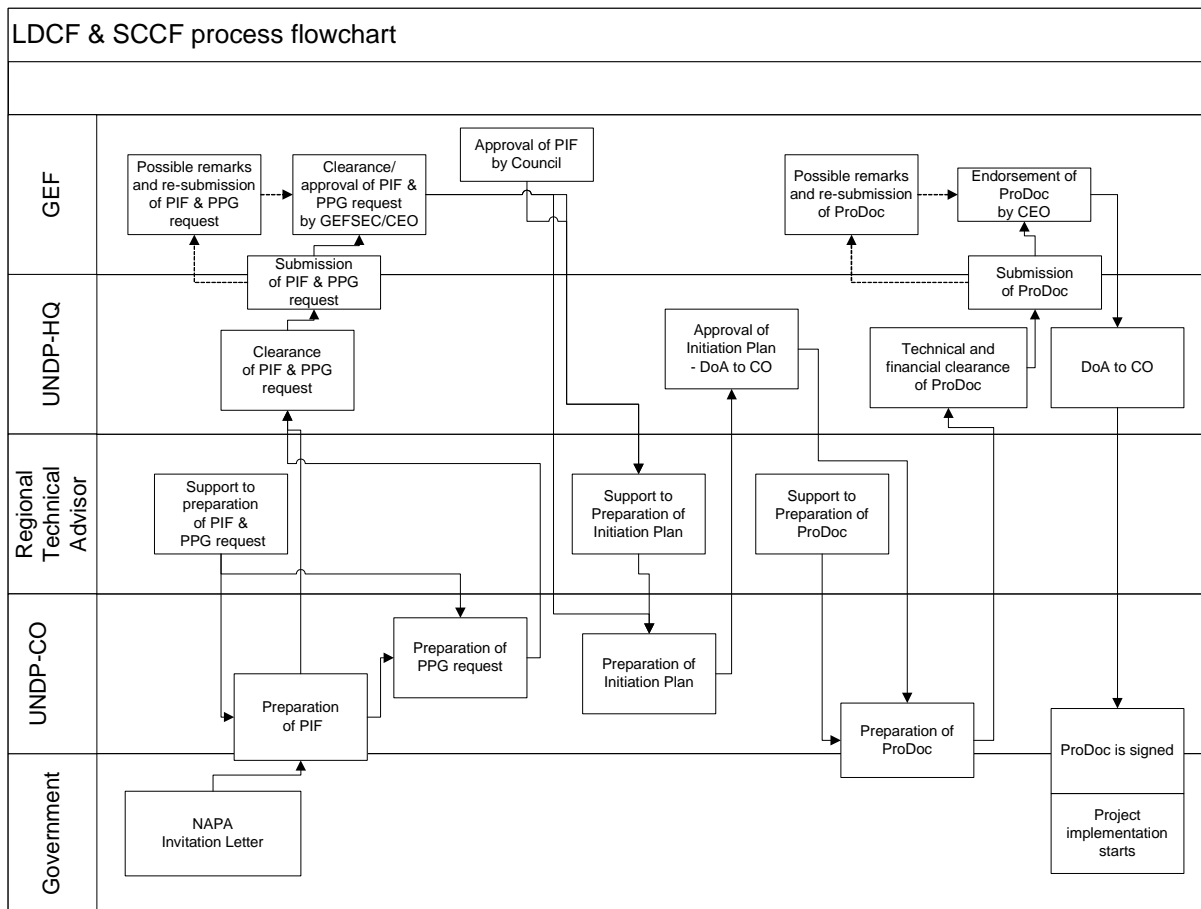 LDCF & SCCF process flowchart
GEF
Possible remarks
and re-submission
of PIF & PPG
request
Clearance/
approval of PIF &
PPG request
by GEFSEC/CEO
Approval of PIF
by Council
Possible remarks
and re-submission
of ProDoc
Endorsement of
ProDoc
by CEO
Submission
of PIF & PPG
request
Submission
of ProDoc
UNDP-HQ
Clearance
of PIF & PPG
request
Approval of
Initiation Plan
- DoA to CO
Technical and
financial clearance
of ProDoc
DoA to CO
Regional
Technical
Advisor
Support to
preparation
of PIF &
PPG request
Support to
Preparation of
Initiation Plan
Support to
Preparation of
ProDoc
UNDP-CO
Preparation
of PIF
Preparation of
PPG request
Preparation of
Initiation Plan
Preparation of
ProDoc
ProDoc is signed
Government
NAPA
Invitation Letter
Project
implementation
starts